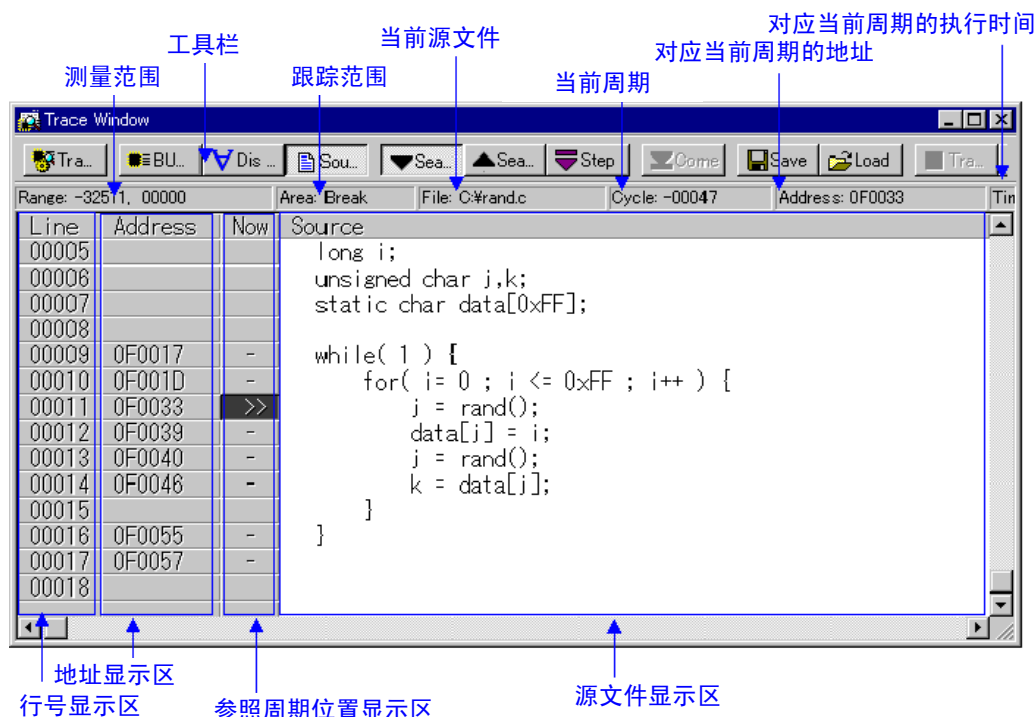 对应当前周期的执行时间
工具栏 当前源文件 对应当前周期的地址
测量范围 跟踪范围 当前周期
Trace Window
Tra... BU... Dis ... Sou... Sea... Sea... Step Come Save Load Tra...
Range: -32511, 00000 Area: Break File: C:¥rand.c Cycle: -00047 Address: 0F0033 Tim
Line Address Now Source
00005 long i;
00006 unsigned char j,k;
00007 static char data[0xFF];
00008
00009 0F0017 - while( 1 ) {
00010 0F001D - for( i= 0 ; i <= 0xFF ; i++ ) {
00011 0F0033 >> j = rand();
00012 0F0039 - data[j] = i;
00013 0F0040 - j = rand();
00014 0F0046 - k = data[j];
00015 }
00016 0F0055 - }
00017 0F0057 -
00018
地址显示区 源文件显示区
行号显示区 参照周期位置显示区